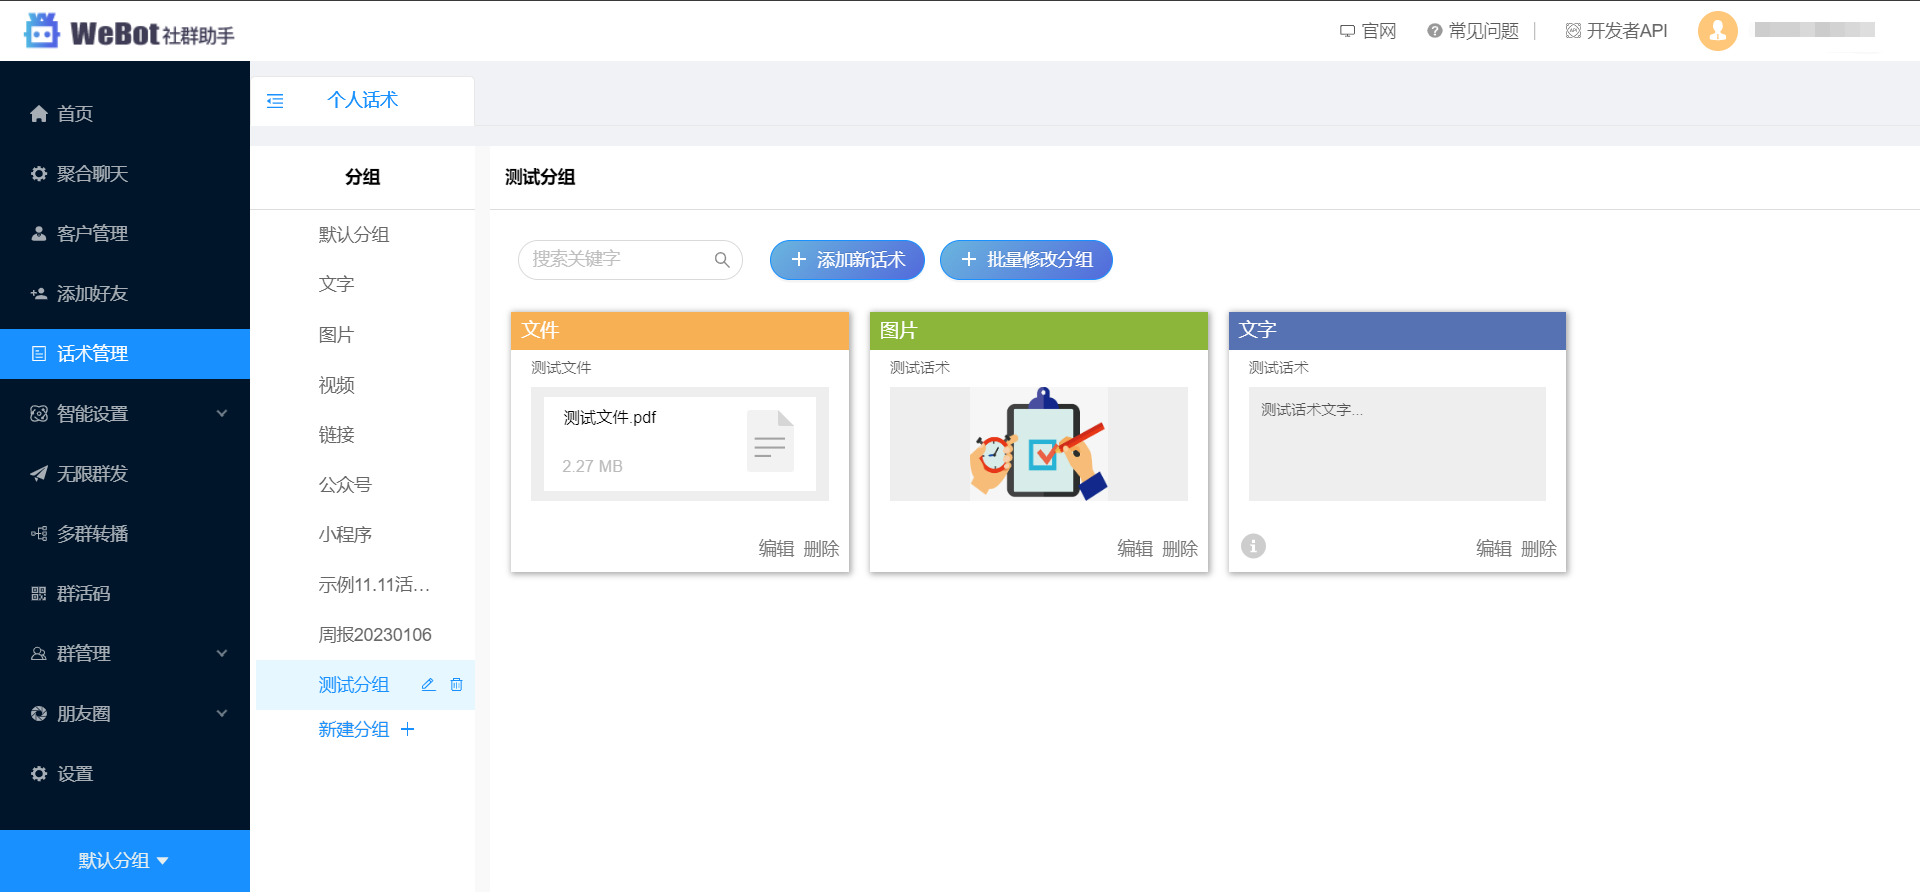 WeBot社群助手
官网
常见问题
开发者API
首页
聚合聊天
客户管理
添加好友
话术管理
智能设置
无限群发
多群转播
群活码
群管理
朋友圈
设置
默认分组
个人话术
分组
默认分组
文字
图片
视频
链接
公众号
小程序
示例11.11活...
周报20230106
测试分组
新建分组
测试分组
搜索关键字
添加新话术
批量修改分组
文件
测试文件
测试文件.pdf
2.27 MB
编辑 删除
图片
测试话术
编辑 删除
文字
测试话术
测试话术文字...
编辑 删除